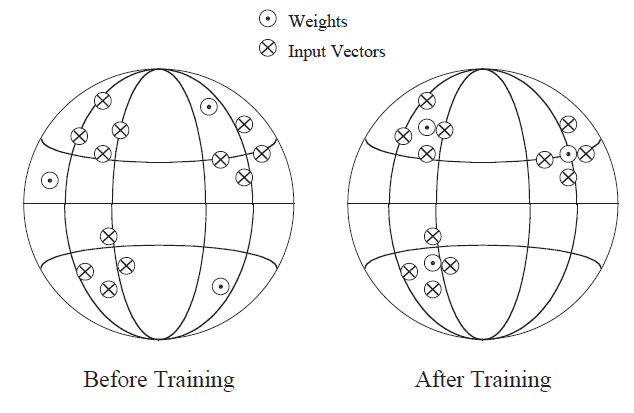 Weights
Input Vectors
Before Training
After Training